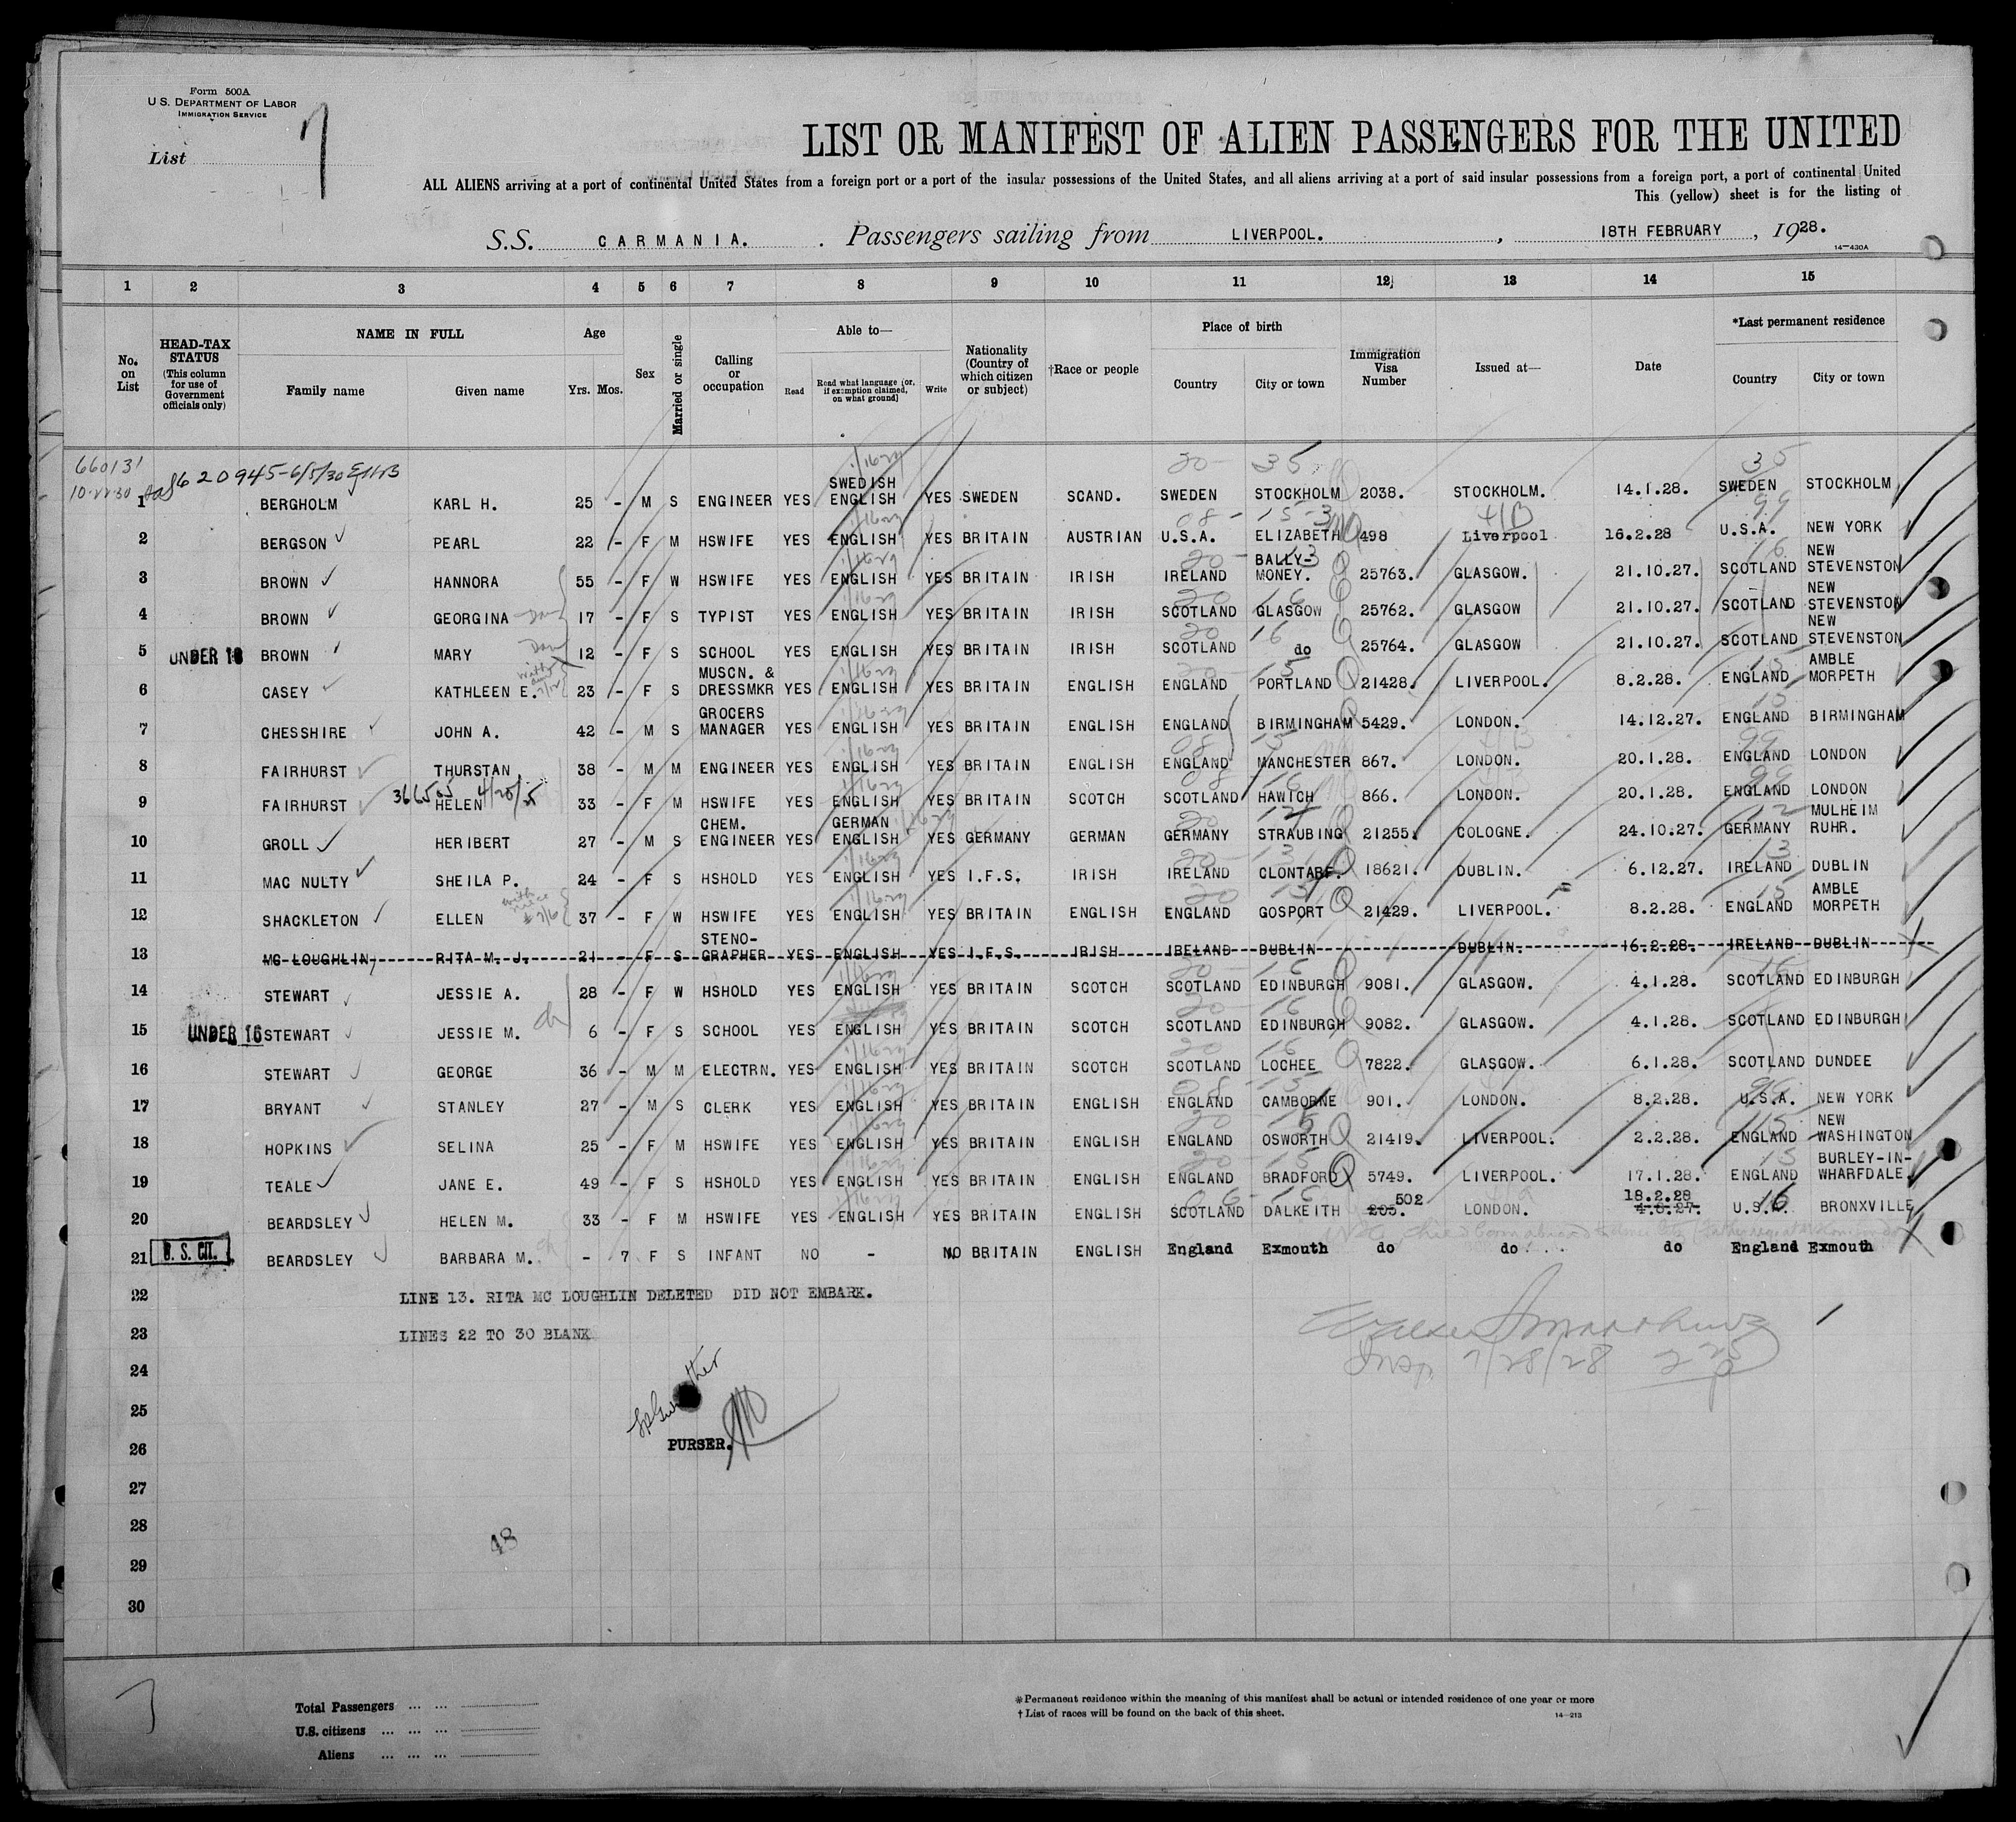 Form 500A
U. S. DEPARTMENT OF LABOR
IMMIGRATION SERVICE
List 7
LIST OR MANIFEST OF ALIEN PASSENGERS FOR THE UNITED
ALL ALIENS arriving at a port of continental United States from a foreign port or a port of the insular possessions of the United States, and all aliens arriving at a port of said insular possessions from a foreign port, a port of continental United
This (yellow) sheet is for the listing of
S.S. CARMANIA. Passengers sailing from LIVERPOOL. , 18TH FEBRUARY , 1928.
14—430A
1 2 3 4 5 6 7 8 9 10 11 12 13 14 15
No. on List
HEAD-TAX STATUS (This column for use of Government officials only)
NAME IN FULL
Family name Given name
Age
Yrs. Mos.
Sex
Married or single
Calling or occupation
Able to—
Read
Read what language [or, if exemption claimed, on what ground]
Write
Nationality (Country of which citizen or subject)
†Race or people
Place of birth
Country City or town
Immigration Visa Number
Issued at—
Date
*Last permanent residence
Country City or town
660131
10-22-30
620945-6/5/30
1 BERGHOLM KARL H. 25 - M S ENGINEER YES SWEDISH ENGLISH YES SWEDEN SCAND. SWEDEN STOCKHOLM 2038. STOCKHOLM. 14.1.28. SWEDEN STOCKHOLM
2 BERGSON PEARL 22 - F M HSWIFE YES ENGLISH YES BRITAIN AUSTRIAN U.S.A. ELIZABETH 498 Liverpool 16.2.28 U.S.A. NEW YORK
3 BROWN HANNORA 55 - F W HSWIFE YES ENGLISH YES BRITAIN IRISH IRELAND BALLY-MONEY. 25763. GLASGOW. 21.10.27. SCOTLAND NEW STEVENSTON
4 BROWN GEORGINA 17 - F S TYPIST YES ENGLISH YES BRITAIN IRISH SCOTLAND GLASGOW 25762. GLASGOW 21.10.27. SCOTLAND NEW STEVENSTON
5 UNDER 16 BROWN MARY 12 - F S SCHOOL YES ENGLISH YES BRITAIN IRISH SCOTLAND do 25764. GLASGOW 21.10.27. SCOTLAND NEW STEVENSTON
6 CASEY KATHLEEN E. 23 - F S MUSCN. & DRESSMKR YES ENGLISH YES BRITAIN ENGLISH ENGLAND PORTLAND 21428. LIVERPOOL. 8.2.28. ENGLAND AMBLE MORPETH
7 CHESSHIRE JOHN A. 42 - M S GROCERS MANAGER YES ENGLISH YES BRITAIN ENGLISH ENGLAND BIRMINGHAM 5429. LONDON. 14.12.27. ENGLAND BIRMINGHAM
8 FAIRHURST THURSTAN 38 - M M ENGINEER YES ENGLISH YES BRITAIN ENGLISH ENGLAND MANCHESTER 867. LONDON. 20.1.28. ENGLAND LONDON
9 FAIRHURST HELEN 33 - F M HSWIFE YES ENGLISH YES BRITAIN SCOTCH SCOTLAND HAWICH 866. LONDON. 20.1.28. ENGLAND LONDON
10 GROLL HERIBERT 27 - M S CHEM. ENGINEER YES GERMAN ENGLISH YES GERMANY GERMAN GERMANY STRAUBING 21255. COLOGNE. 24.10.27. GERMANY MULHEIM RUHR.
11 MAC NULTY SHEILA P. 24 - F S HSHOLD YES ENGLISH YES I.F.S. IRISH IRELAND CLONTARF. 18621. DUBLIN. 6.12.27. IRELAND DUBLIN
12 SHACKLETON ELLEN 37 - F W HSWIFE YES ENGLISH YES BRITAIN ENGLISH ENGLAND GOSPORT 21429. LIVERPOOL. 8.2.28. ENGLAND AMBLE MORPETH
13 MC LOUGHLIN RITA M. J. 21 - F S STENO-GRAPHER YES ENGLISH YES I.F.S. IRISH IRELAND DUBLIN DUBLIN. 16.2.28. IRELAND DUBLIN
14 STEWART JESSIE A. 28 - F W HSHOLD YES ENGLISH YES BRITAIN SCOTCH SCOTLAND EDINBURGH 9081. GLASGOW. 4.1.28. SCOTLAND EDINBURGH
15 UNDER 16 STEWART JESSIE M. 6 - F S SCHOOL YES ENGLISH YES BRITAIN SCOTCH SCOTLAND EDINBURGH 9082. GLASGOW. 4.1.28. SCOTLAND EDINBURGH
16 STEWART GEORGE 36 - M M ELECTRN. YES ENGLISH YES BRITAIN SCOTCH SCOTLAND LOCHEE 7822. GLASGOW. 6.1.28. SCOTLAND DUNDEE
17 BRYANT STANLEY 27 - M S CLERK YES ENGLISH YES BRITAIN ENGLISH ENGLAND CAMBORNE 901. LONDON. 8.2.28. U.S.A. NEW YORK
18 HOPKINS SELINA 25 - F M HSWIFE YES ENGLISH YES BRITAIN ENGLISH ENGLAND OSWORTH 21419. LIVERPOOL. 2.2.28. ENGLAND NEW WASHINGTON
19 TEALE JANE E. 49 - F S HSHOLD YES ENGLISH YES BRITAIN ENGLISH ENGLAND BRADFORD 5749. LIVERPOOL. 17.1.28. ENGLAND BURLEY-IN-WHARFDALE.
20 BEARDSLEY HELEN M. 33 - F M HSWIFE YES ENGLISH YES BRITAIN ENGLISH SCOTLAND DALKEITH 205. 502 LONDON. 18.2.28 4.8.27. U.S.A. BRONXVILLE
21 U. S. CIT. BEARDSLEY BARBARA M. - 7 F S INFANT NO - NO BRITAIN ENGLISH England Exmouth do do do England Exmouth
22 LINE 13. RITA MC LOUGHLIN DELETED DID NOT EMBARK.
23 LINES 22 TO 30 BLANK
24
25
26 PURSER.
27
28
29
30
48
Total Passengers ... ...
U.S. citizens ... ... ...
Aliens ... ... ...
*Permanent residence within the meaning of this manifest shall be actual or intended residence of one year or more
† List of races will be found on the back of this sheet.
14—213